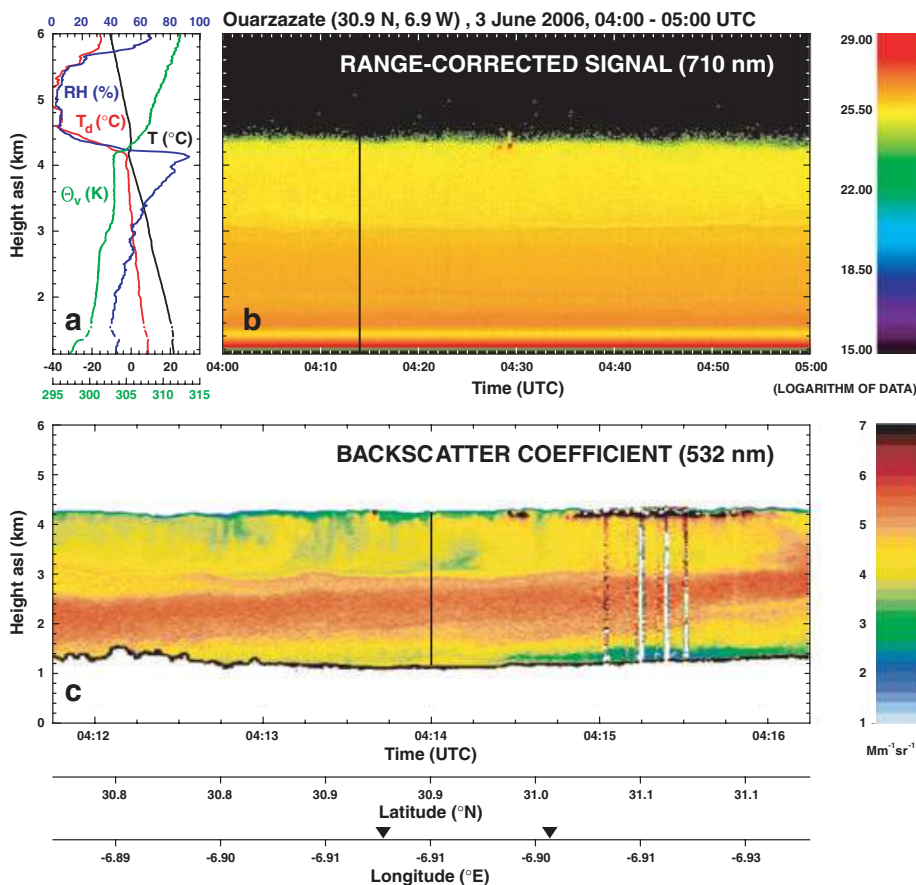 Ouarzazate (30.9 N, 6.9 W) , 3 June 2006, 04:00 - 05:00 UTC
0 20 40 60 80 100
6
5
4
3
2
Height asl (km)
RH (%)
T_d (°C)
T (°C)
Θ_v (K)
a
-40 -20 0 20 40
295 300 305 310 315
RANGE-CORRECTED SIGNAL (710 nm)
b
04:00 04:10 04:20 04:30 04:40 04:50 05:00
Time (UTC)
29.00
25.50
22.00
18.50
15.00
(LOGARITHM OF DATA)
BACKSCATTER COEFFICIENT (532 nm)
6
5
4
3
2
1
0
Height asl (km)
c
04:12 04:13 04:14 04:15 04:16
Time (UTC)
7
6
5
4
3
2
1
Mm⁻¹sr⁻¹
30.8 30.8 30.9 30.9 31.0 31.1 31.1
Latitude (°N)
-6.89 -6.90 -6.91 -6.91 -6.90 -6.91 -6.93
Longitude (°E)